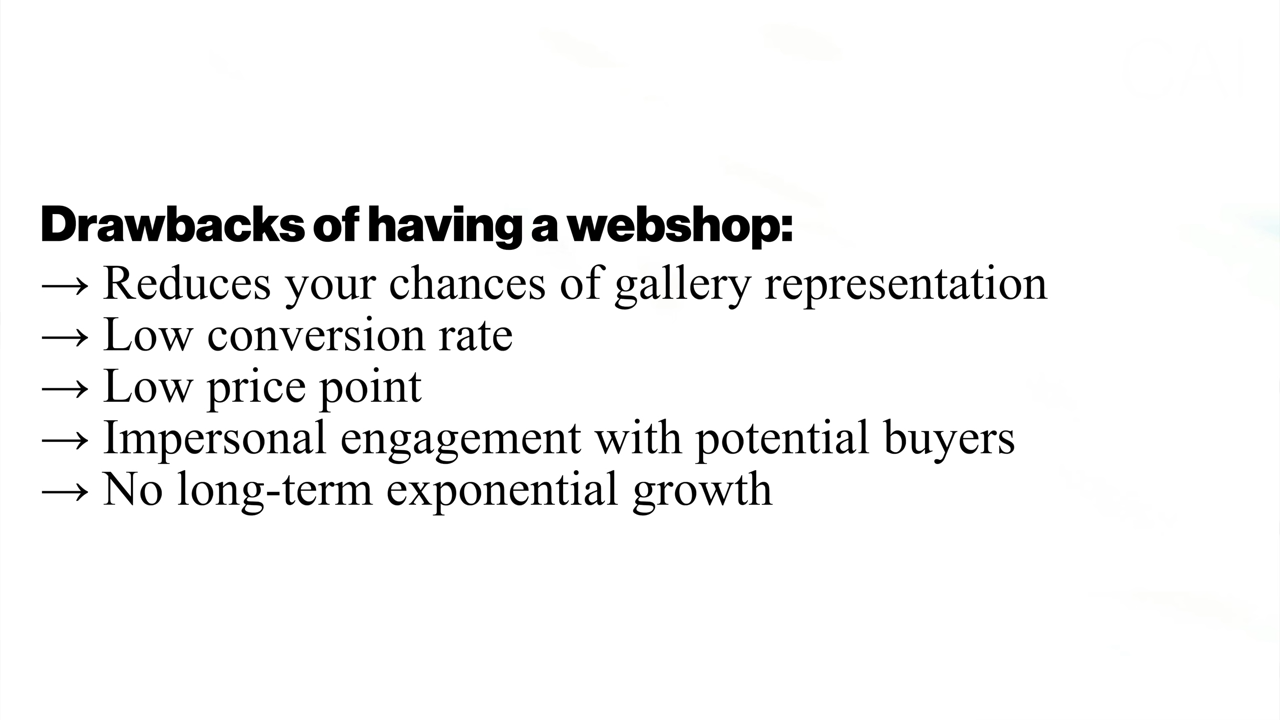 Drawbacks of having a webshop:
→ Reduces your chances of gallery representation
→ Low conversion rate
→ Low price point
→ Impersonal engagement with potential buyers
→ No long-term exponential growth